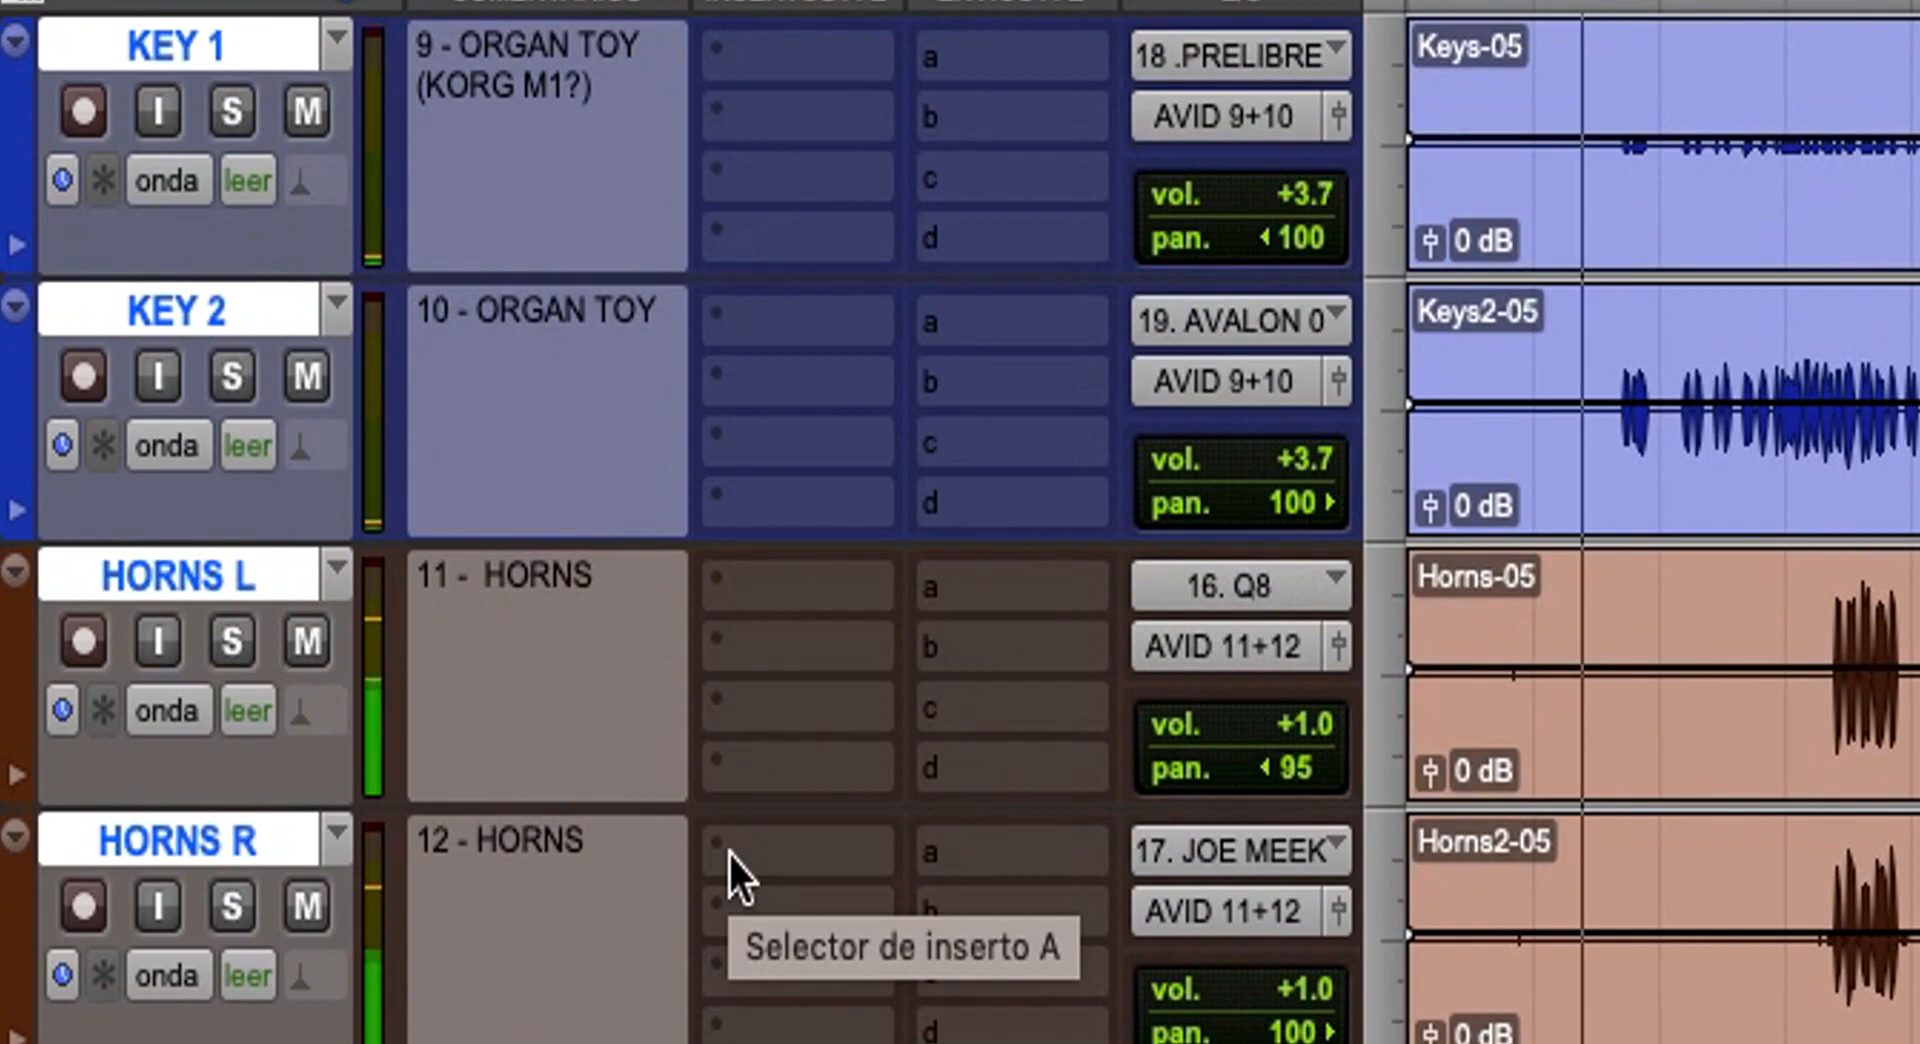 KEY 1
I S M
onda leer
9 - ORGAN TOY
(KORG M1?)
a
b
c
d
18 .PRELIBRE
AVID 9+10
vol. +3.7
pan. 100
Keys-05
0 dB
KEY 2
I S M
onda leer
10 - ORGAN TOY
a
b
c
d
19. AVALON 0
AVID 9+10
vol. +3.7
pan. 100
Keys2-05
0 dB
HORNS L
I S M
onda leer
11 - HORNS
a
b
c
d
16. Q8
AVID 11+12
vol. +1.0
pan. 95
Horns-05
0 dB
HORNS R
I S M
onda leer
12 - HORNS
a
b
d
Selector de inserto A
17. JOE MEEK
AVID 11+12
vol. +1.0
pan. 100
Horns2-05
0 dB